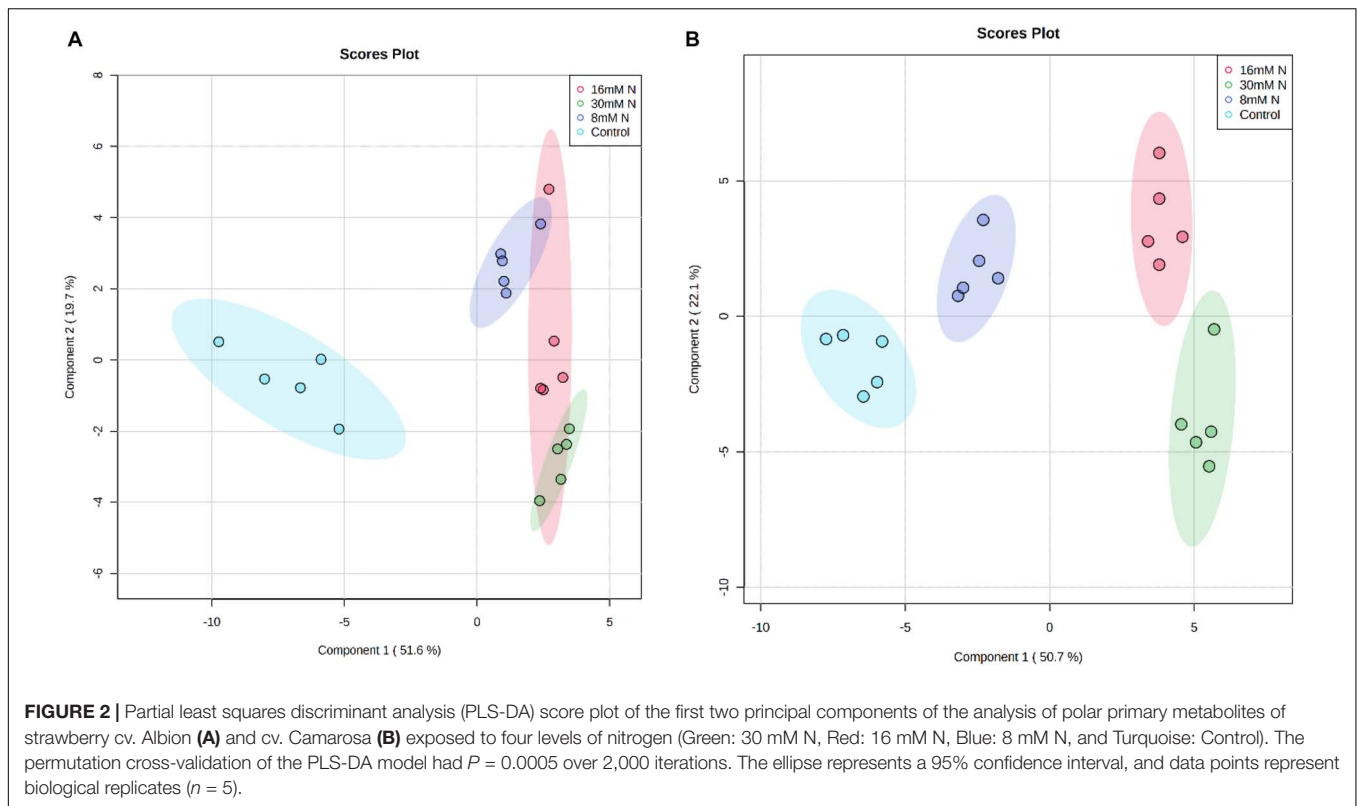 A
Scores Plot
16mM N
30mM N
8mM N
Control
8
6
4
2
0
-2
-4
-6
Component 2 ( 19.7 %)
-10
-5
0
5
Component 1 ( 51.6 %)
B
Scores Plot
16mM N
30mM N
8mM N
Control
5
0
-5
-10
Component 2 ( 22.1 %)
-10
-5
0
5
Component 1 ( 50.7 %)
FIGURE 2 | Partial least squares discriminant analysis (PLS-DA) score plot of the first two principal components of the analysis of polar primary metabolites of
strawberry cv. Albion (A) and cv. Camarosa (B) exposed to four levels of nitrogen (Green: 30 mM N, Red: 16 mM N, Blue: 8 mM N, and Turquoise: Control). The
permutation cross-validation of the PLS-DA model had P = 0.0005 over 2,000 iterations. The ellipse represents a 95% confidence interval, and data points represent
biological replicates (n = 5).